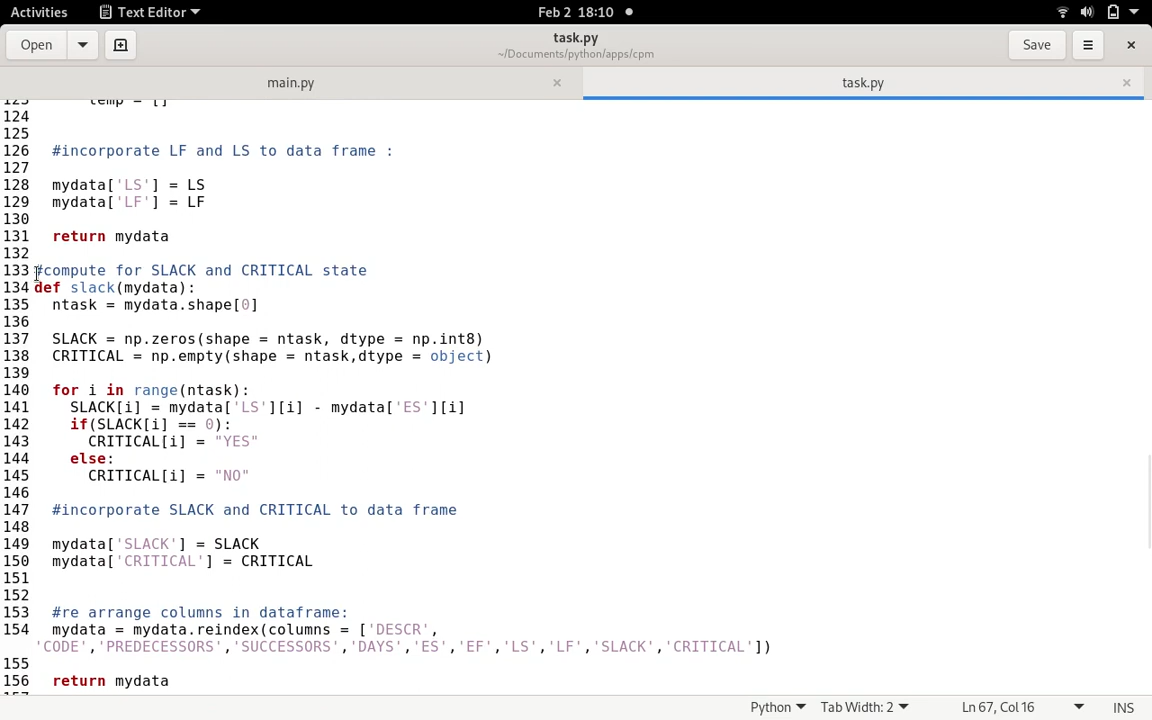 Activities Text Editor Feb 2 18:10
Open task.py Save
~/Documents/python/apps/cpm
main.py task.py
123 temp = []
124
125
126 #incorporate LF and LS to data frame :
127
128 mydata['LS'] = LS
129 mydata['LF'] = LF
130
131 return mydata
132
133 #compute for SLACK and CRITICAL state
134 def slack(mydata):
135 ntask = mydata.shape[0]
136
137 SLACK = np.zeros(shape = ntask, dtype = np.int8)
138 CRITICAL = np.empty(shape = ntask,dtype = object)
139
140 for i in range(ntask):
141 SLACK[i] = mydata['LS'][i] - mydata['ES'][i]
142 if(SLACK[i] == 0):
143 CRITICAL[i] = "YES"
144 else:
145 CRITICAL[i] = "NO"
146
147 #incorporate SLACK and CRITICAL to data frame
148
149 mydata['SLACK'] = SLACK
150 mydata['CRITICAL'] = CRITICAL
151
152
153 #re arrange columns in dataframe:
154 mydata = mydata.reindex(columns = ['DESCR',
'CODE','PREDECESSORS','SUCCESSORS','DAYS','ES','EF','LS','LF','SLACK','CRITICAL'])
155
156 return mydata
157
Python Tab Width: 2 Ln 67, Col 16 INS